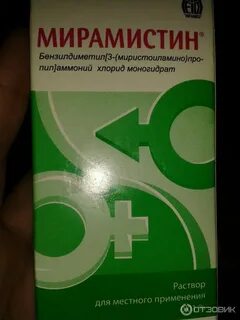 МИРАМИСТИН®
Бензилдиметил[3-(миристоиламино)про-
пил]аммоний хлорид моногидрат
Раствор
для местного применения
ОТЗОВИК